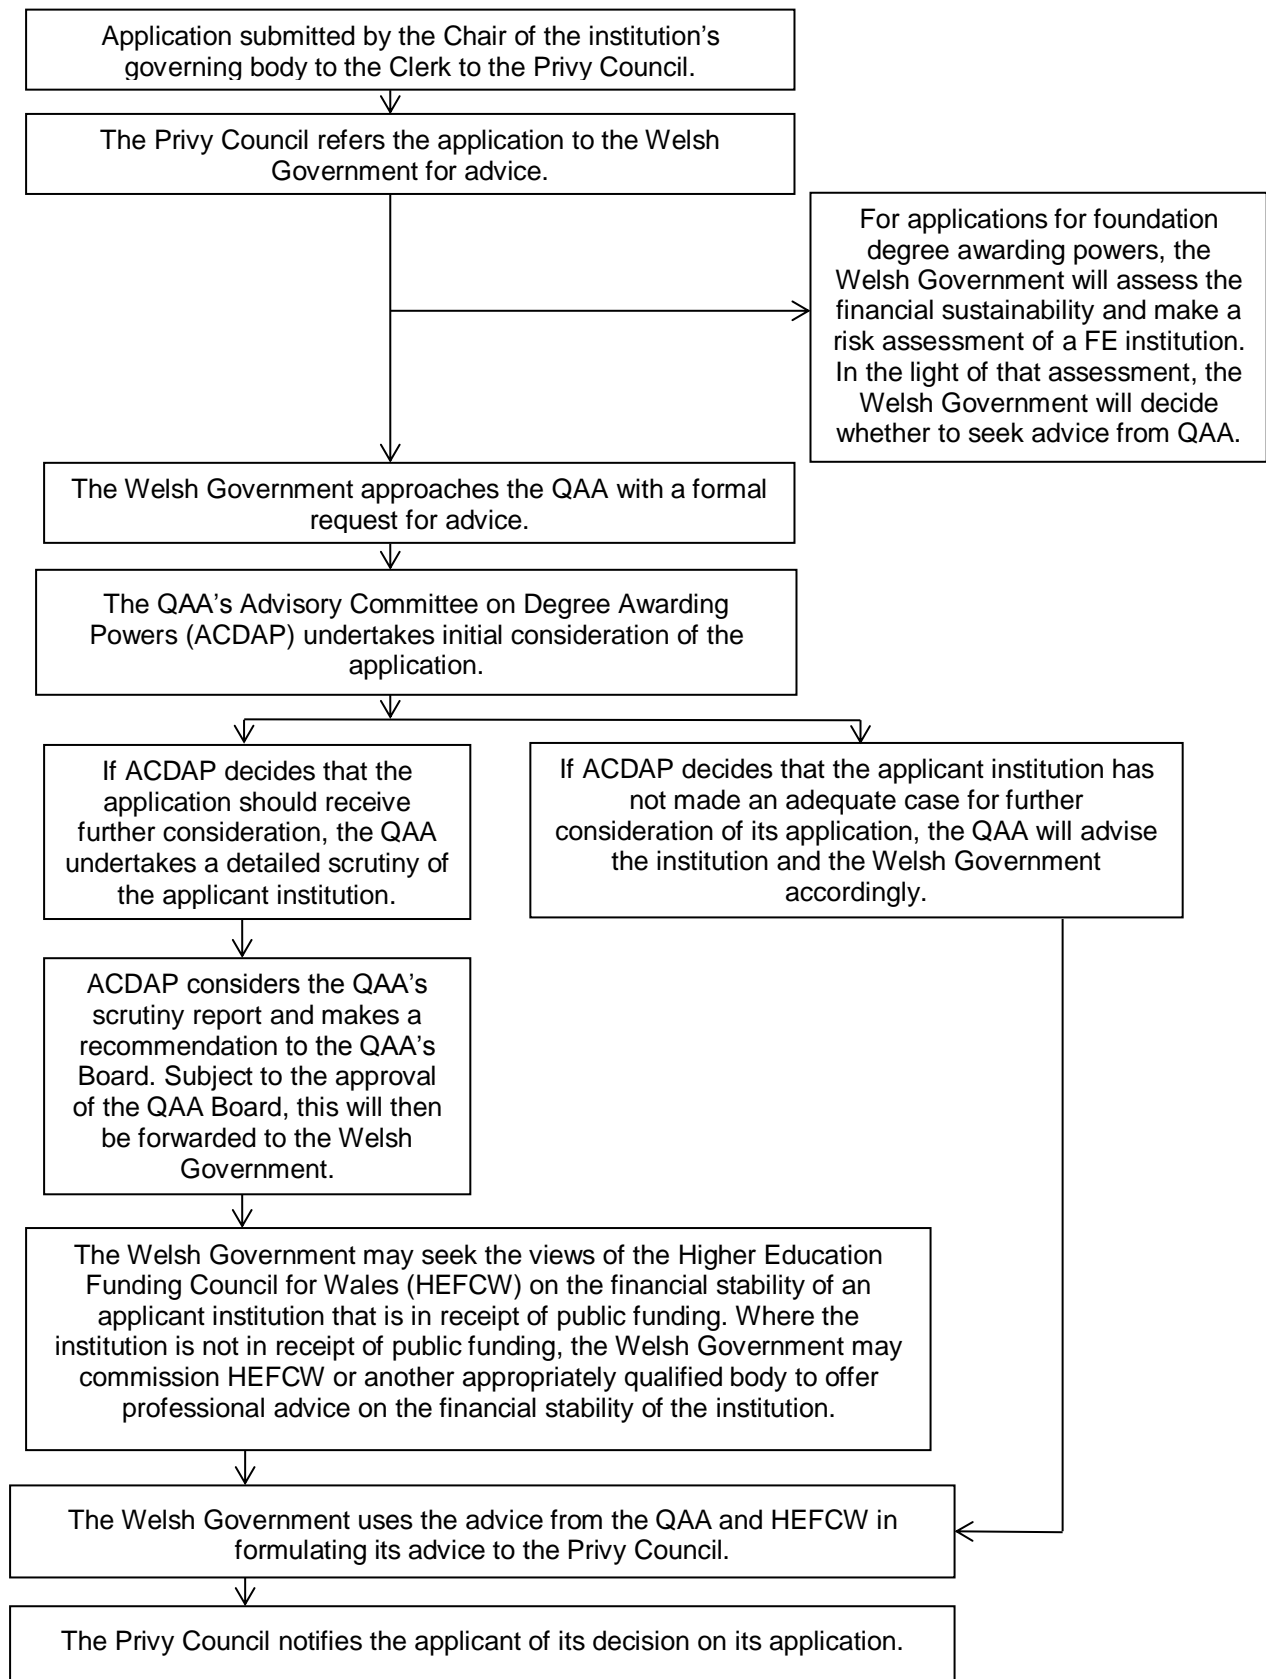 Application submitted by the Chair of the institution’s
governing body to the Clerk to the Privy Council.
The Privy Council refers the application to the Welsh
Government for advice.
For applications for foundation
degree awarding powers, the
Welsh Government will assess the
financial sustainability and make a
risk assessment of a FE institution.
In the light of that assessment, the
Welsh Government will decide
whether to seek advice from QAA.
The Welsh Government approaches the QAA with a formal
request for advice.
The QAA’s Advisory Committee on Degree Awarding
Powers (ACDAP) undertakes initial consideration of the
application.
If ACDAP decides that the
application should receive
further consideration, the QAA
undertakes a detailed scrutiny of
the applicant institution.
If ACDAP decides that the applicant institution has
not made an adequate case for further
consideration of its application, the QAA will advise
the institution and the Welsh Government
accordingly.
ACDAP considers the QAA’s
scrutiny report and makes a
recommendation to the QAA’s
Board. Subject to the approval
of the QAA Board, this will then
be forwarded to the Welsh
Government.
The Welsh Government may seek the views of the Higher Education
Funding Council for Wales (HEFCW) on the financial stability of an
applicant institution that is in receipt of public funding. Where the
institution is not in receipt of public funding, the Welsh Government may
commission HEFCW or another appropriately qualified body to offer
professional advice on the financial stability of the institution.
The Welsh Government uses the advice from the QAA and HEFCW in
formulating its advice to the Privy Council.
The Privy Council notifies the applicant of its decision on its application.